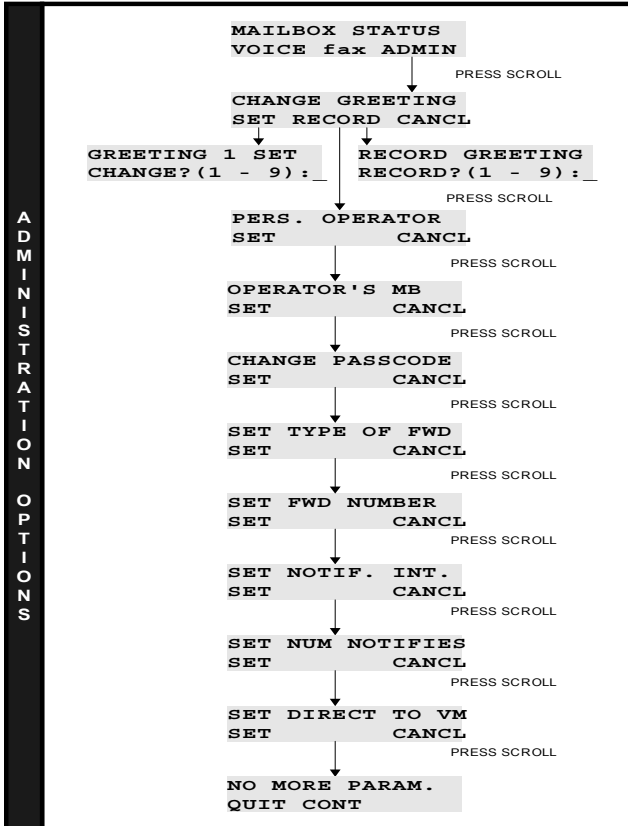 ADMINISTRATION OPTIONS
MAILBOX STATUS
VOICE fax ADMIN
PRESS SCROLL
CHANGE GREETING
SET RECORD CANCL
GREETING 1 SET
CHANGE?(1 - 9):_
RECORD GREETING
RECORD?(1 - 9):_
PRESS SCROLL
PERS. OPERATOR
SET CANCL
PRESS SCROLL
OPERATOR'S MB
SET CANCL
PRESS SCROLL
CHANGE PASSCODE
SET CANCL
PRESS SCROLL
SET TYPE OF FWD
SET CANCL
PRESS SCROLL
SET FWD NUMBER
SET CANCL
PRESS SCROLL
SET NOTIF. INT.
SET CANCL
PRESS SCROLL
SET NUM NOTIFIES
SET CANCL
PRESS SCROLL
SET DIRECT TO VM
SET CANCL
PRESS SCROLL
NO MORE PARAM.
QUIT CONT